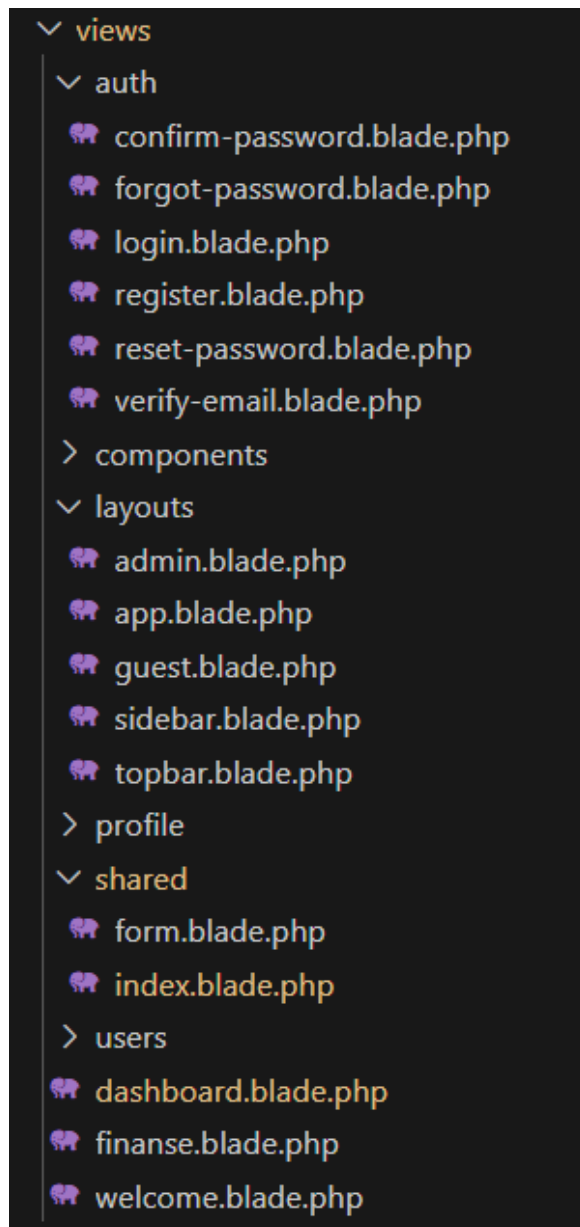 views
auth
confirm-password.blade.php
forgot-password.blade.php
login.blade.php
register.blade.php
reset-password.blade.php
verify-email.blade.php
components
layouts
admin.blade.php
app.blade.php
guest.blade.php
sidebar.blade.php
topbar.blade.php
profile
shared
form.blade.php
index.blade.php
users
dashboard.blade.php
finanse.blade.php
welcome.blade.php